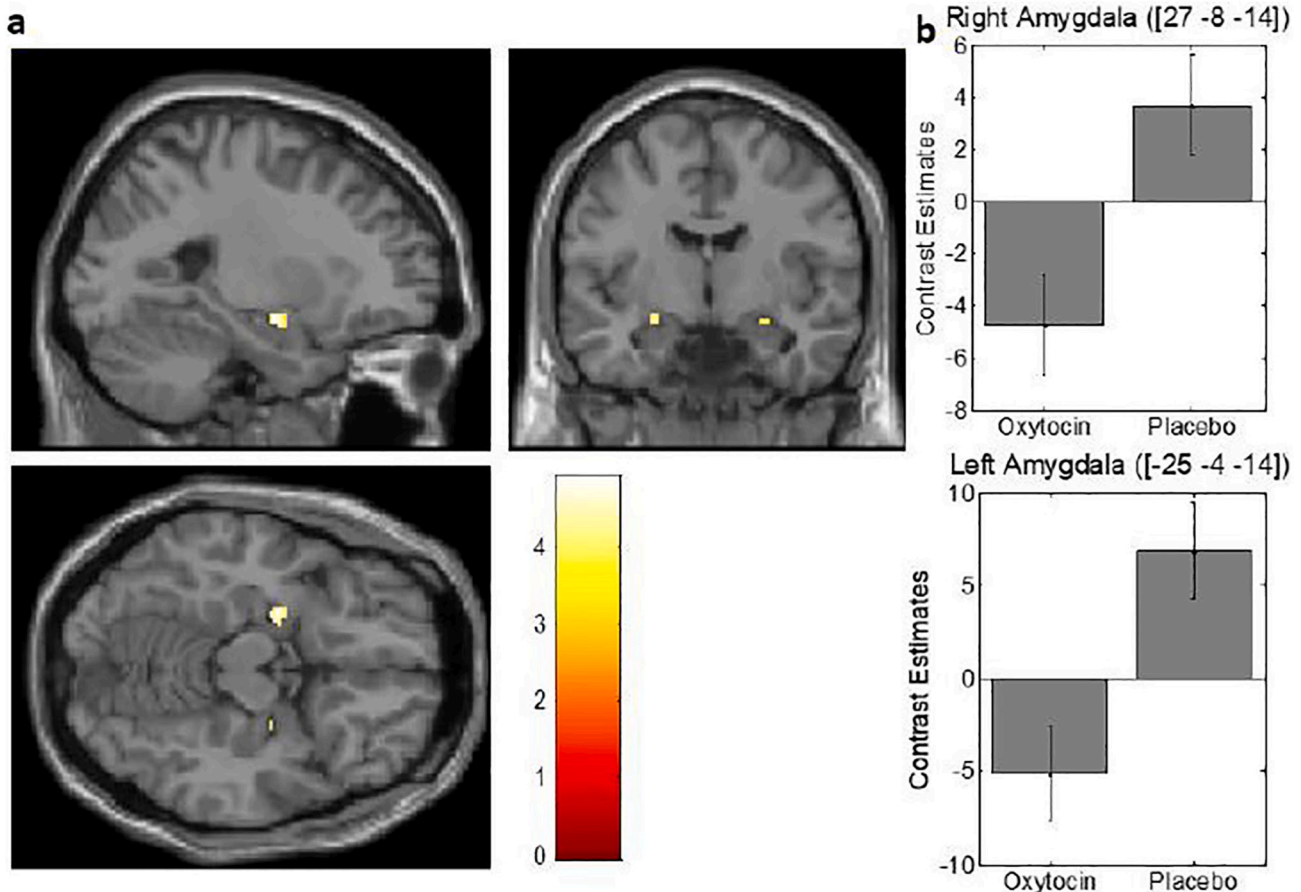 a
4
3
2
1
0
b Right Amygdala ([27 -8 -14])
6
4
2
0
-2
-4
-6
-8
Contrast Estimates
Oxytocin Placebo
Left Amygdala ([-25 -4 -14])
10
5
0
-5
-10
Contrast Estimates
Oxytocin Placebo